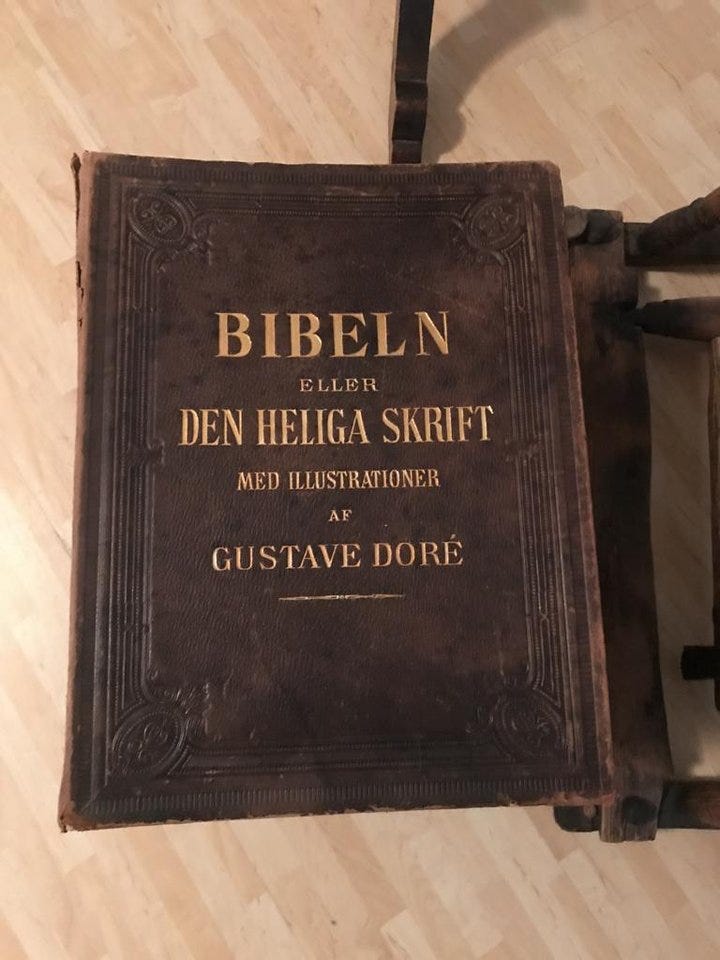 BIBELN
ELLER
DEN HELIGA SKRIFT
MED ILLUSTRATIONER
AF
GUSTAVE DORÉ